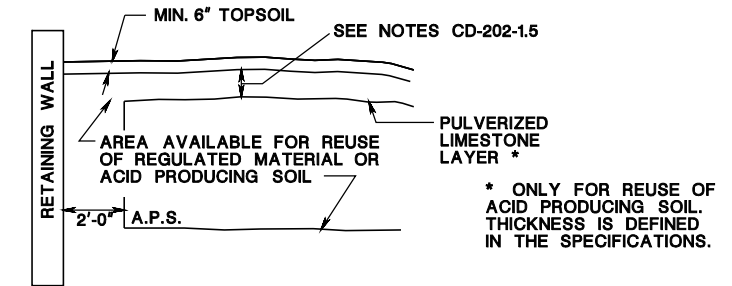 MIN. 6" TOPSOIL
SEE NOTES CD-202-1.5
RETAINING WALL
AREA AVAILABLE FOR REUSE
OF REGULATED MATERIAL OR
ACID PRODUCING SOIL
PULVERIZED
LIMESTONE
LAYER *
* ONLY FOR REUSE OF
ACID PRODUCING SOIL.
THICKNESS IS DEFINED
IN THE SPECIFICATIONS.
2'-0"
A.P.S.